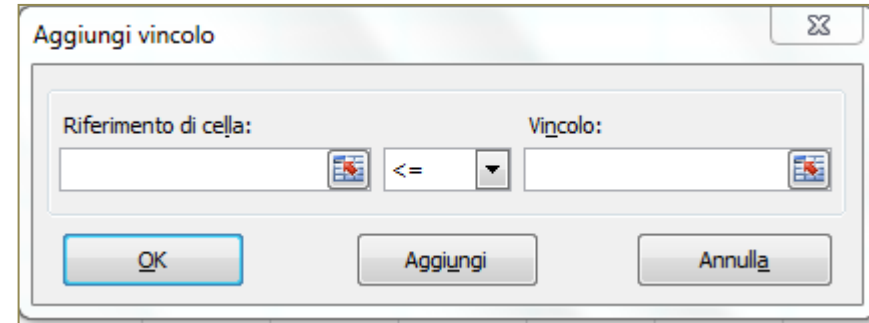 Aggiungi vincolo
Riferimento di cella: Vincolo:
<=
OK Aggiungi Annulla